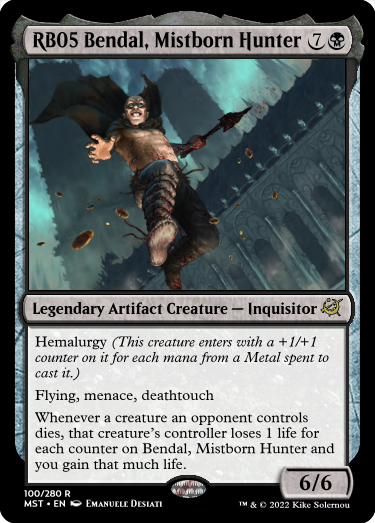 RB05 Bendal, Mistborn Hunter 7
Legendary Artifact Creature — Inquisitor
Hemalurgy (This creature enters with a +1/+1
counter on it for each mana from a Metal spent to
cast it.)
Flying, menace, deathtouch
Whenever a creature an opponent controls
dies, that creature's controller loses 1 life for
each counter on Bendal, Mistborn Hunter and
you gain that much life.
6/6
100/280 R
MST • EN Emanuele Desiati
™ & © 2022 Kike Solernou